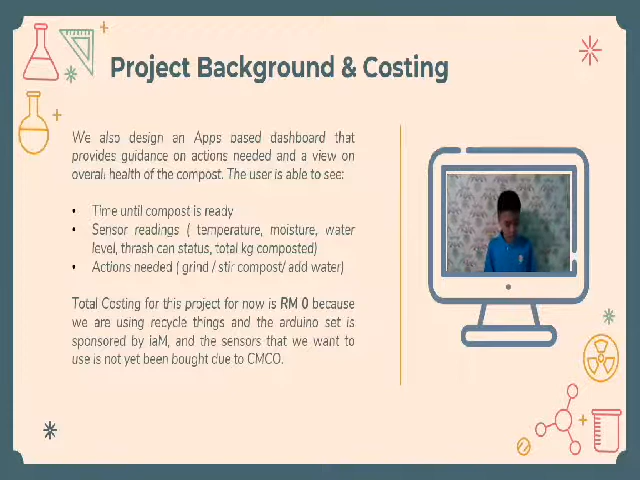 Project Background & Costing
We also design an Apps based dashboard that
provides guidance on actions needed and a view on
overall health of the compost. The user is able to see:
• Time until compost is ready
• Sensor readings ( temperature, moisture, water
level, thrash can status, total kg composted)
• Actions needed ( grind / stir compost/ add water)
Total Costing for this project for now is RM 0 because
we are using recycle things and the arduino set is
sponsored by iaM, and the sensors that we want to
use is not yet been bought due to CMCO.